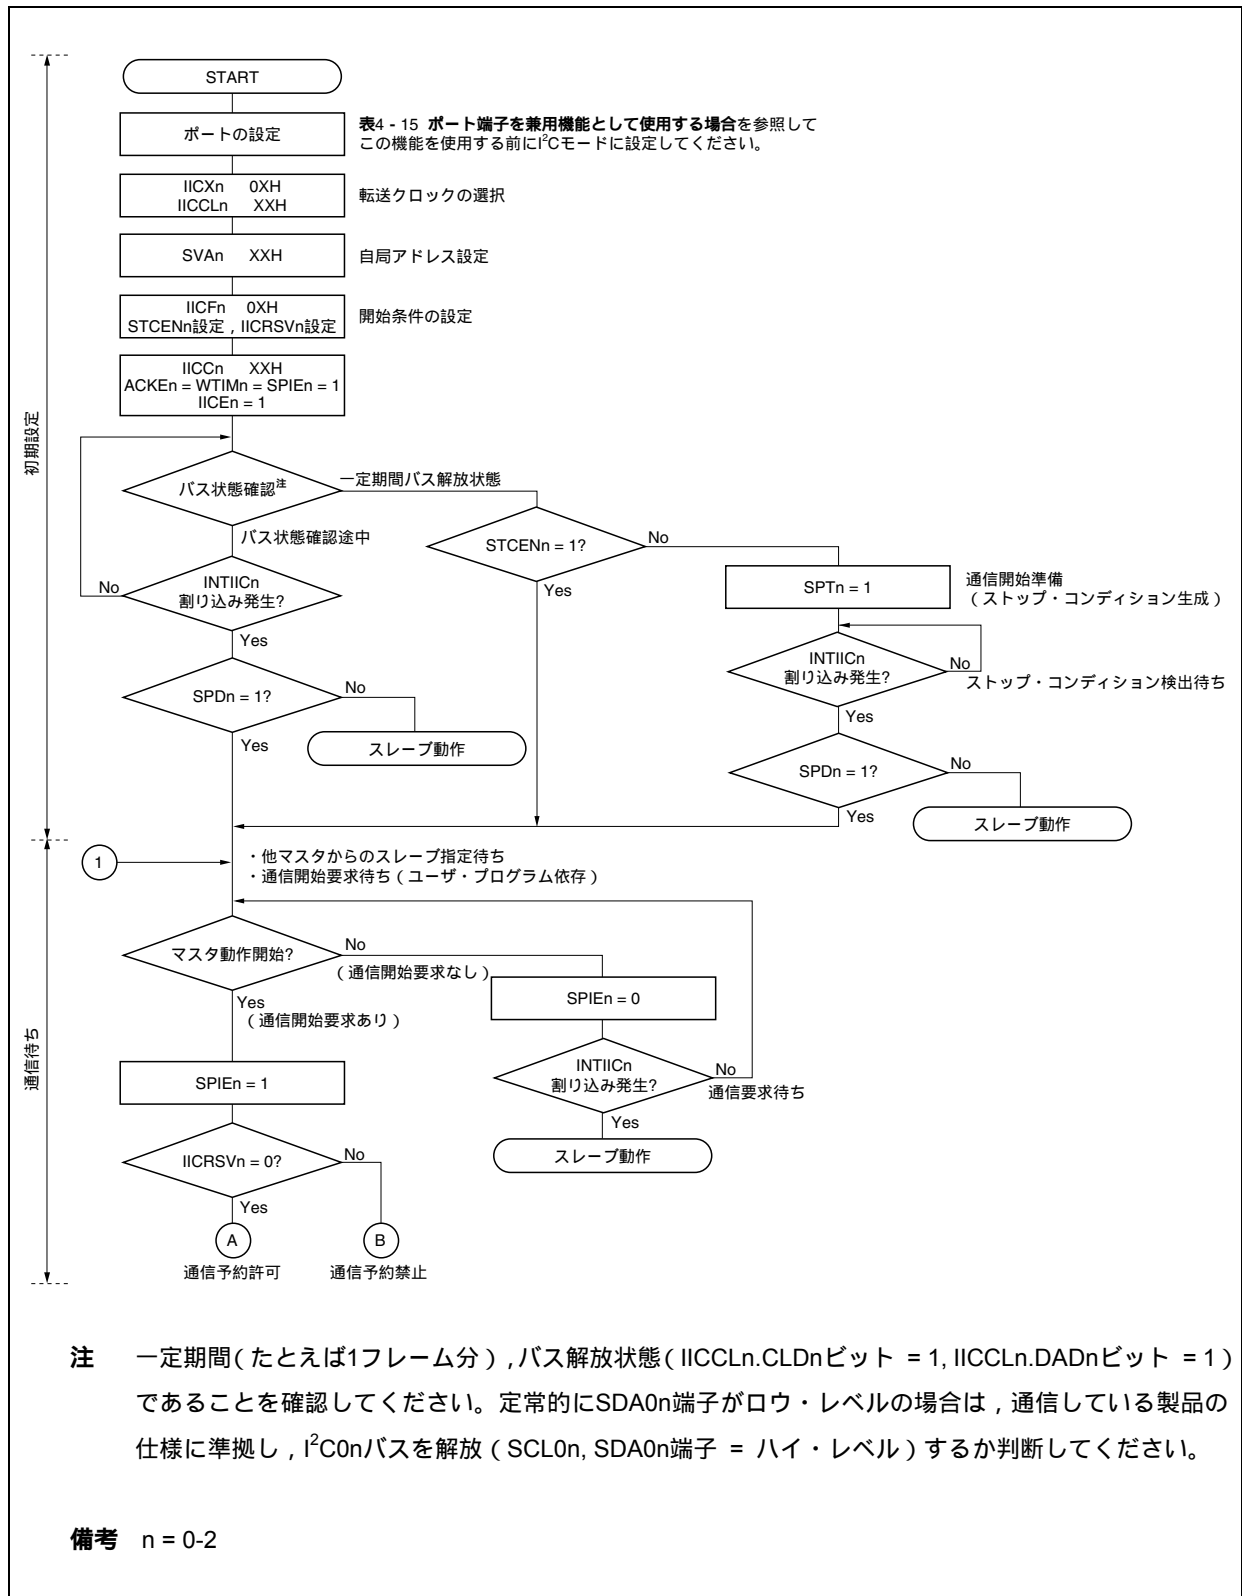 START
ポートの設定
表4 - 15 ポート端子を兼用機能として使用する場合を参照して
この機能を使用する前にI²Cモードに設定してください。
IICXn 0XH
IICCLn XXH
転送クロックの選択
SVAn XXH
自局アドレス設定
IICFn 0XH
STCENn設定，IICRSVn設定
開始条件の設定
IICCn XXH
ACKEn = WTIMn = SPIEn = 1
IICEn = 1
初期設定
バス状態確認注
一定期間バス解放状態
バス状態確認途中
STCENn = 1?
No
Yes
INTIICn
割り込み発生?
No
Yes
SPTn = 1
通信開始準備
（ストップ・コンディション生成）
INTIICn
割り込み発生?
No
ストップ・コンディション検出待ち
Yes
SPDn = 1?
No
Yes
スレーブ動作
SPDn = 1?
No
Yes
スレーブ動作
1
・他マスタからのスレーブ指定待ち
・通信開始要求待ち（ユーザ・プログラム依存）
通信待ち
マスタ動作開始?
No
（通信開始要求なし）
Yes
（通信開始要求あり）
SPIEn = 0
INTIICn
割り込み発生?
No
通信要求待ち
Yes
スレーブ動作
SPIEn = 1
IICRSVn = 0?
No
Yes
A
B
通信予約許可
通信予約禁止
注 一定期間（たとえば1フレーム分），バス解放状態（IICCLn.CLDnビット = 1, IICCLn.DADnビット = 1）
であることを確認してください。定常的にSDA0n端子がロウ・レベルの場合は，通信している製品の
仕様に準拠し，I²C0nバスを解放（SCL0n, SDA0n端子 = ハイ・レベル）するか判断してください。
備考 n = 0-2